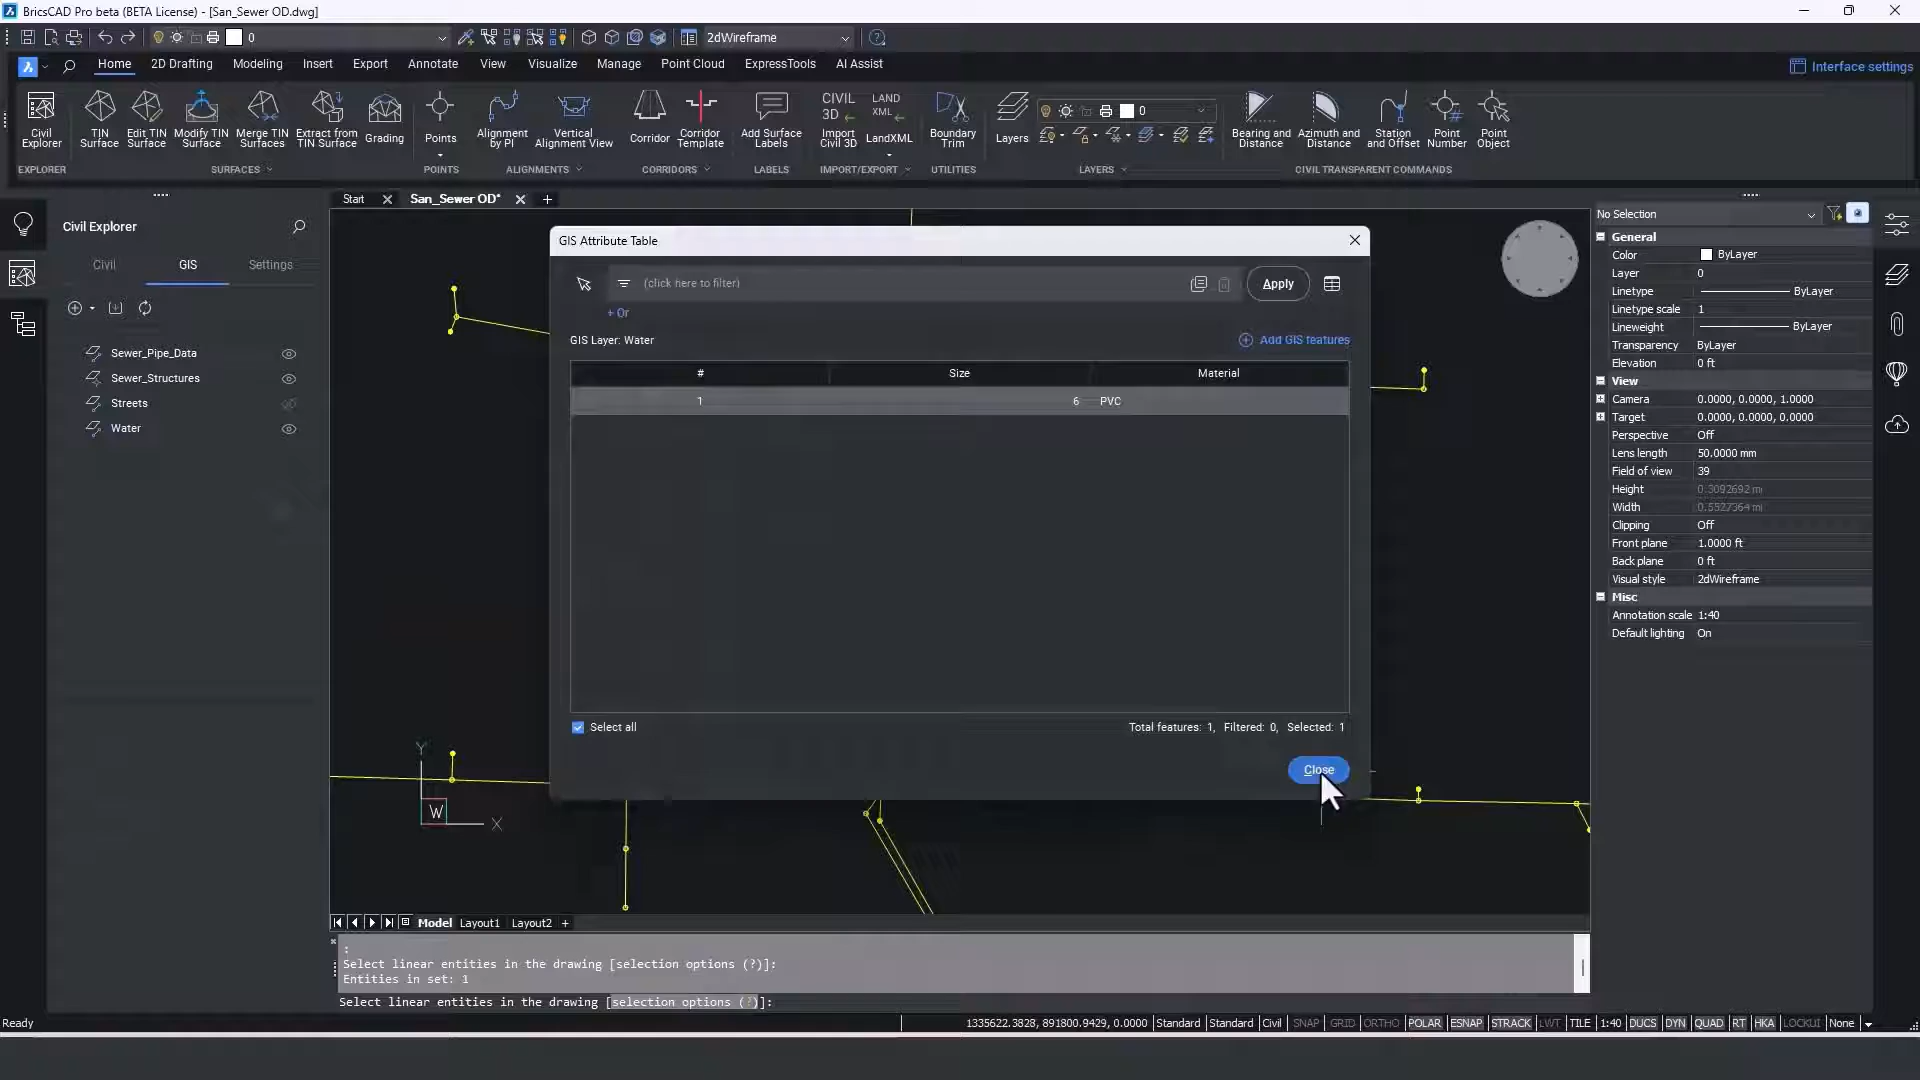 BricsCAD Pro beta (BETA License) - [San_Sewer OD.dwg]
0
2dWireframe
Home
2D Drafting
Modeling
Insert
Export
Annotate
View
Visualize
Manage
Point Cloud
ExpressTools
AI Assist
Interface settings
Civil Explorer
TIN Surface
Edit TIN Surface
Modify TIN Surface
Merge TIN Surfaces
Extract from TIN Surface
Grading
Points
Alignment by PI
Vertical Alignment View
Corridor
Corridor Template
Add Surface Labels
CIVIL 3D
Import Civil 3D
LAND XML
LandXML
Boundary Trim
Layers
0
Bearing and Distance
Azimuth and Distance
Station and Offset
Point Number
Point Object
EXPLORER
SURFACES
POINTS
ALIGNMENTS
CORRIDORS
LABELS
IMPORT/EXPORT
UTILITIES
LAYERS
CIVIL TRANSPARENT COMMANDS
Start
San_Sewer OD*
Civil Explorer
Civil
GIS
Settings
Sewer_Pipe_Data
Sewer_Structures
Streets
Water
GIS Attribute Table
(click here to filter)
Apply
+ Or
GIS Layer: Water
Add GIS features
# Size Material
1 6 PVC
Select all
Total features: 1, Filtered: 0, Selected: 1
Close
Y
W
X
No Selection
General
Color ByLayer
Layer 0
Linetype ByLayer
Linetype scale 1
Lineweight ByLayer
Transparency ByLayer
Elevation 0 ft
View
Camera 0.0000, 0.0000, 1.0000
Target 0.0000, 0.0000, 0.0000
Perspective Off
Lens length 50.0000 mm
Field of view 39
Height 0.3092692 mi
Width 0.5527364 mi
Clipping Off
Front plane 1.0000 ft
Back plane 0 ft
Visual style 2dWireframe
Misc
Annotation scale 1:40
Default lighting On
Model Layout1 Layout2 +
:
Select linear entities in the drawing [selection options (?)]:
Entities in set: 1
Select linear entities in the drawing [selection options (?)]:
Ready
1335622.3828, 891800.9429, 0.0000 Standard Standard Civil SNAP GRID ORTHO POLAR ESNAP STRACK LWT TILE 1:40 DUCS DYN QUAD RT HKA LOCKUI None